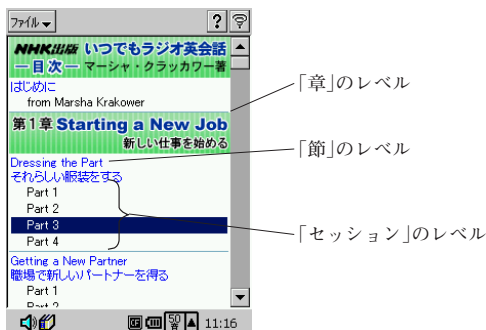 ファイル ?
NHK出版 いつでもラジオ英会話
― 目次 ― マーシャ・クラッカワー著
はじめに
from Marsha Krakower
「章」のレベル
第1章 Starting a New Job
新しい仕事を始める
「節」のレベル
Dressing the Part
それらしい服装をする
Part 1
Part 2
Part 3
「セッション」のレベル
Part 4
Getting a New Partner
職場で新しいパートナーを得る
Part 1
Part 2
50音 11:16